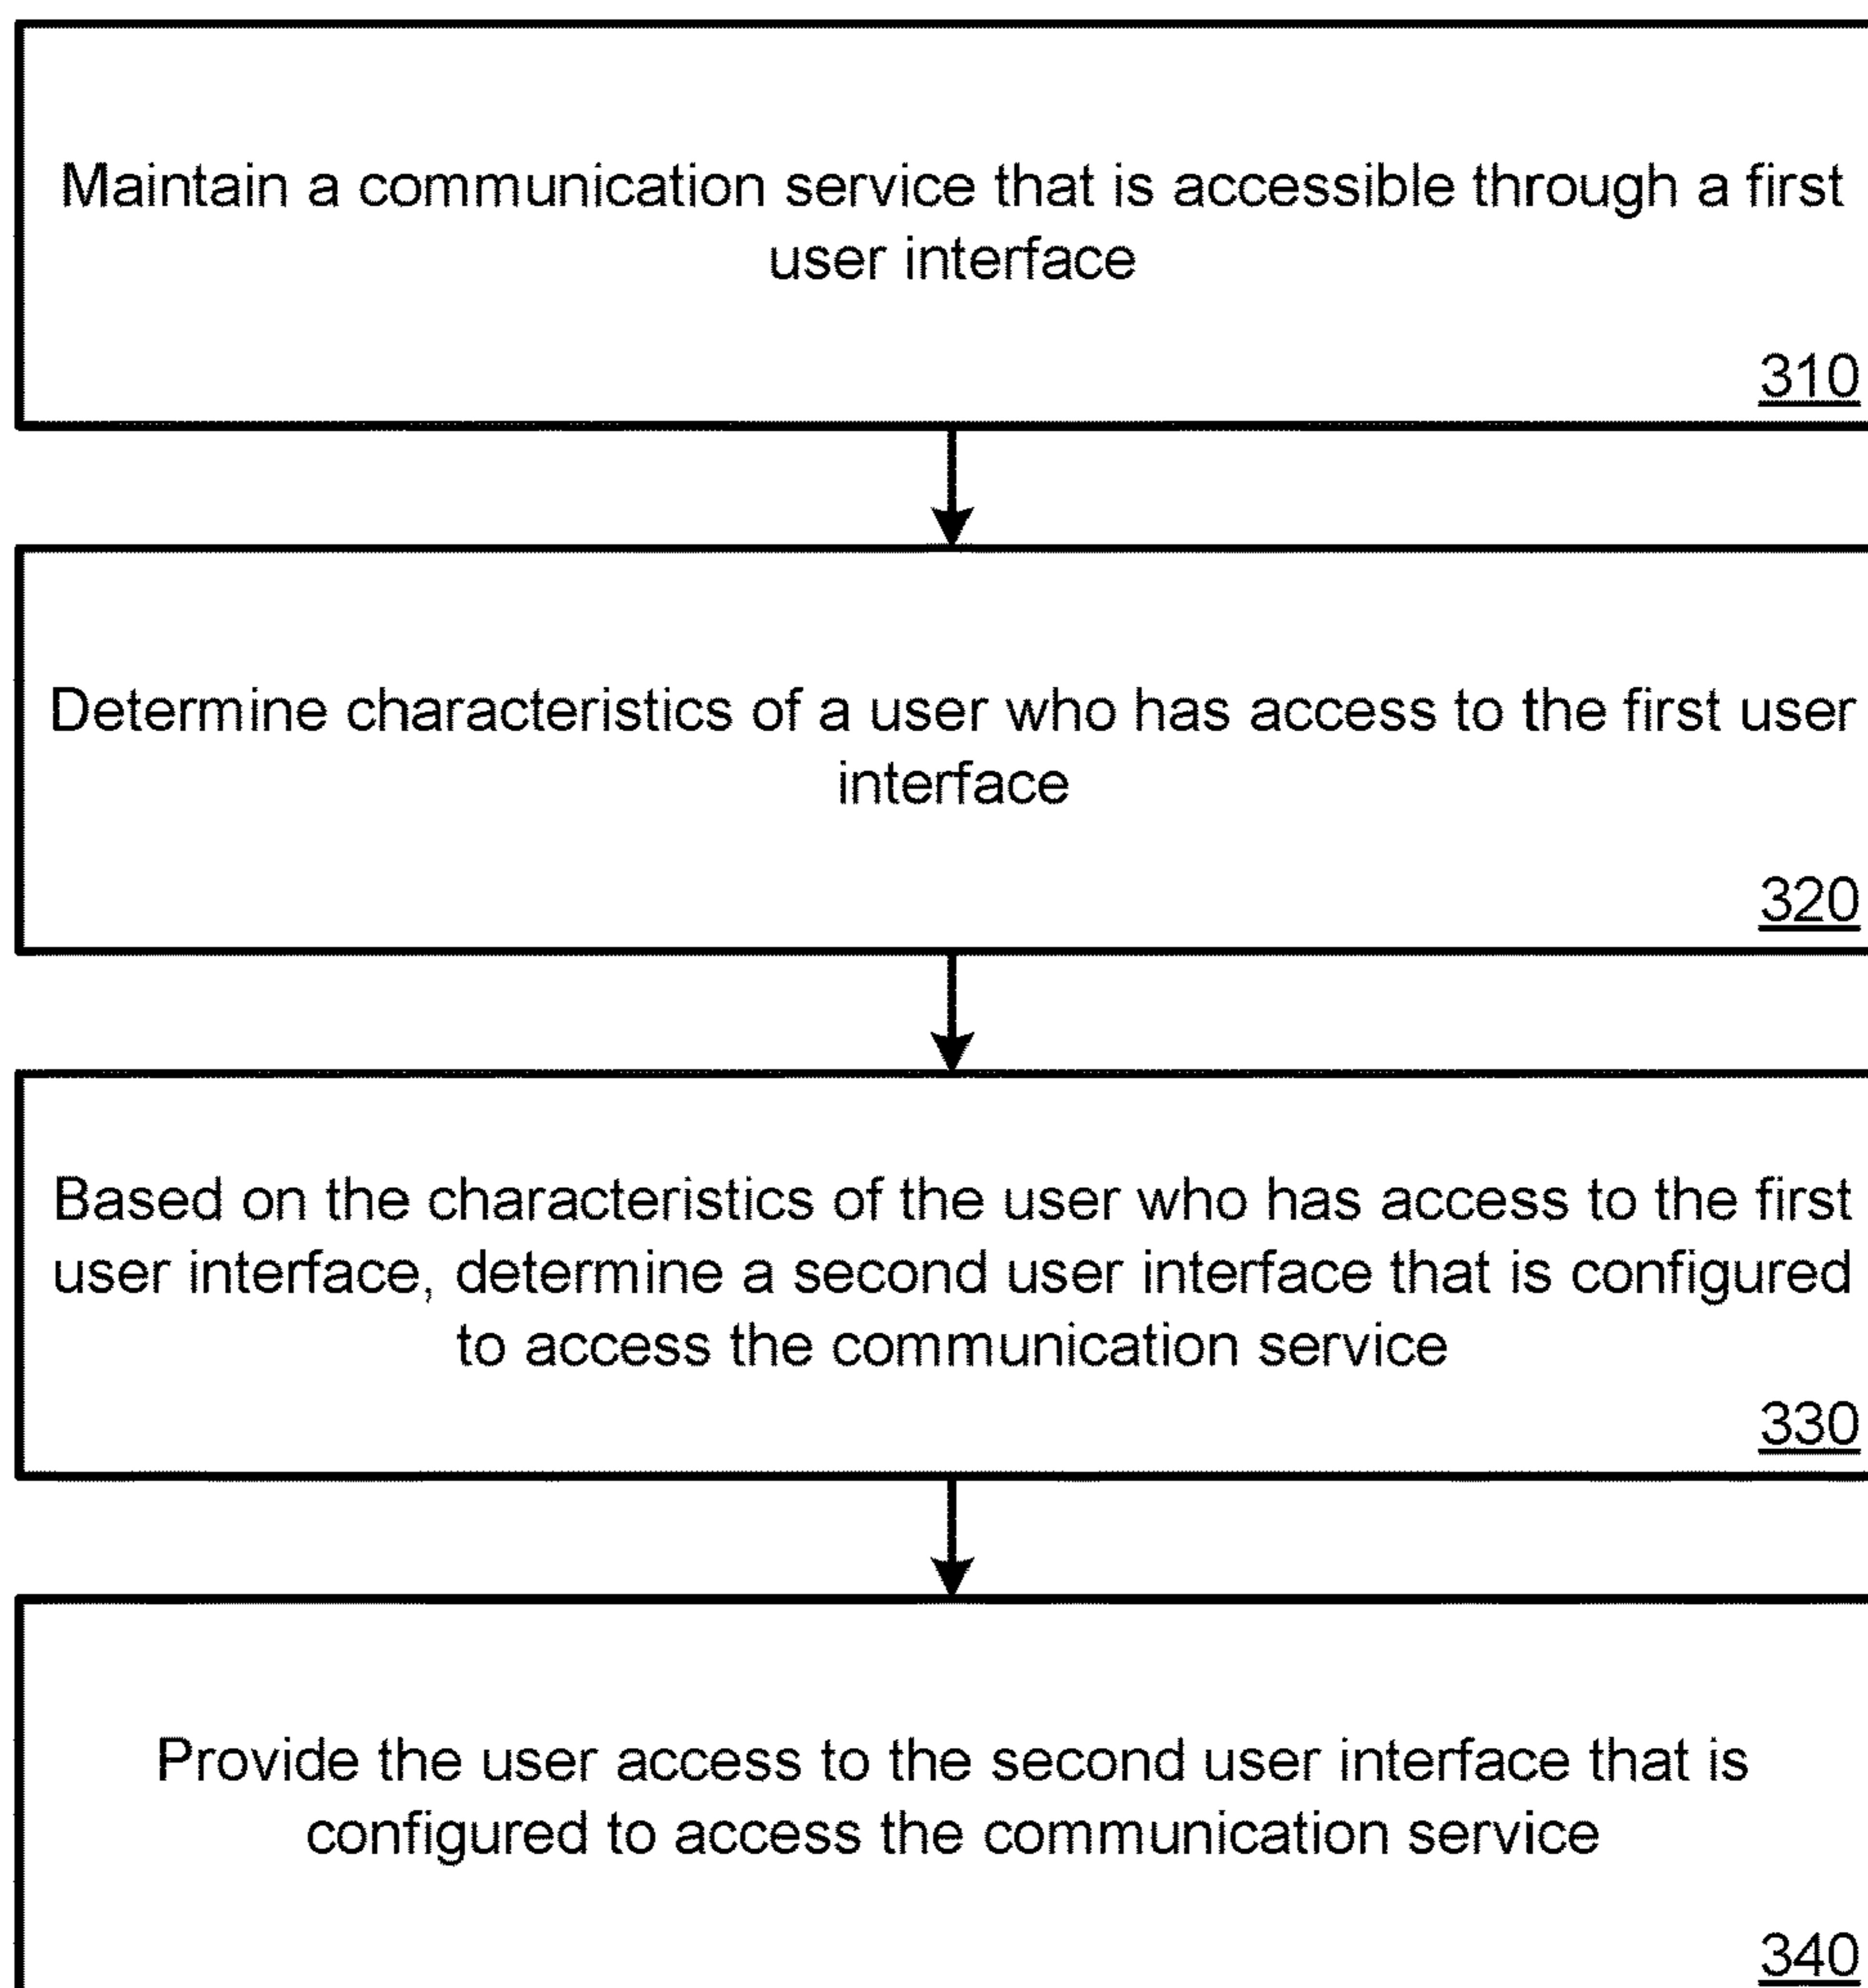 Maintain a communication service that is accessible through a first
user interface
310
Determine characteristics of a user who has access to the first user
interface
320
Based on the characteristics of the user who has access to the first
user interface, determine a second user interface that is configured
to access the communication service
330
Provide the user access to the second user interface that is
configured to access the communication service
340